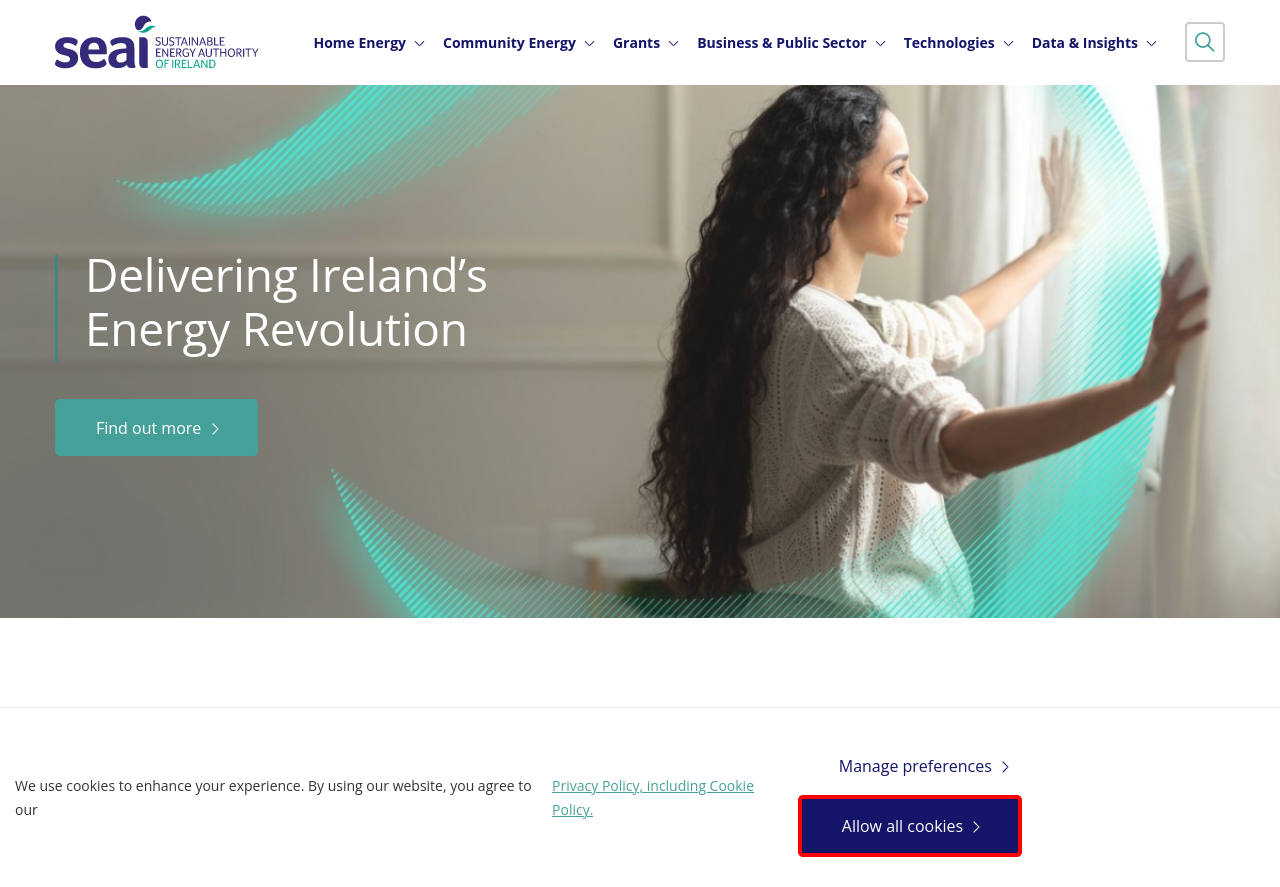 seai SUSTAINABLE
ENERGY AUTHORITY
OF IRELAND
Home Energy
Community Energy
Grants
Business & Public Sector
Technologies
Data & Insights
Delivering Ireland’s
Energy Revolution
Find out more
We use cookies to enhance your experience. By using our website, you agree to
our
Privacy Policy, including Cookie
Policy.
Manage preferences
Allow all cookies